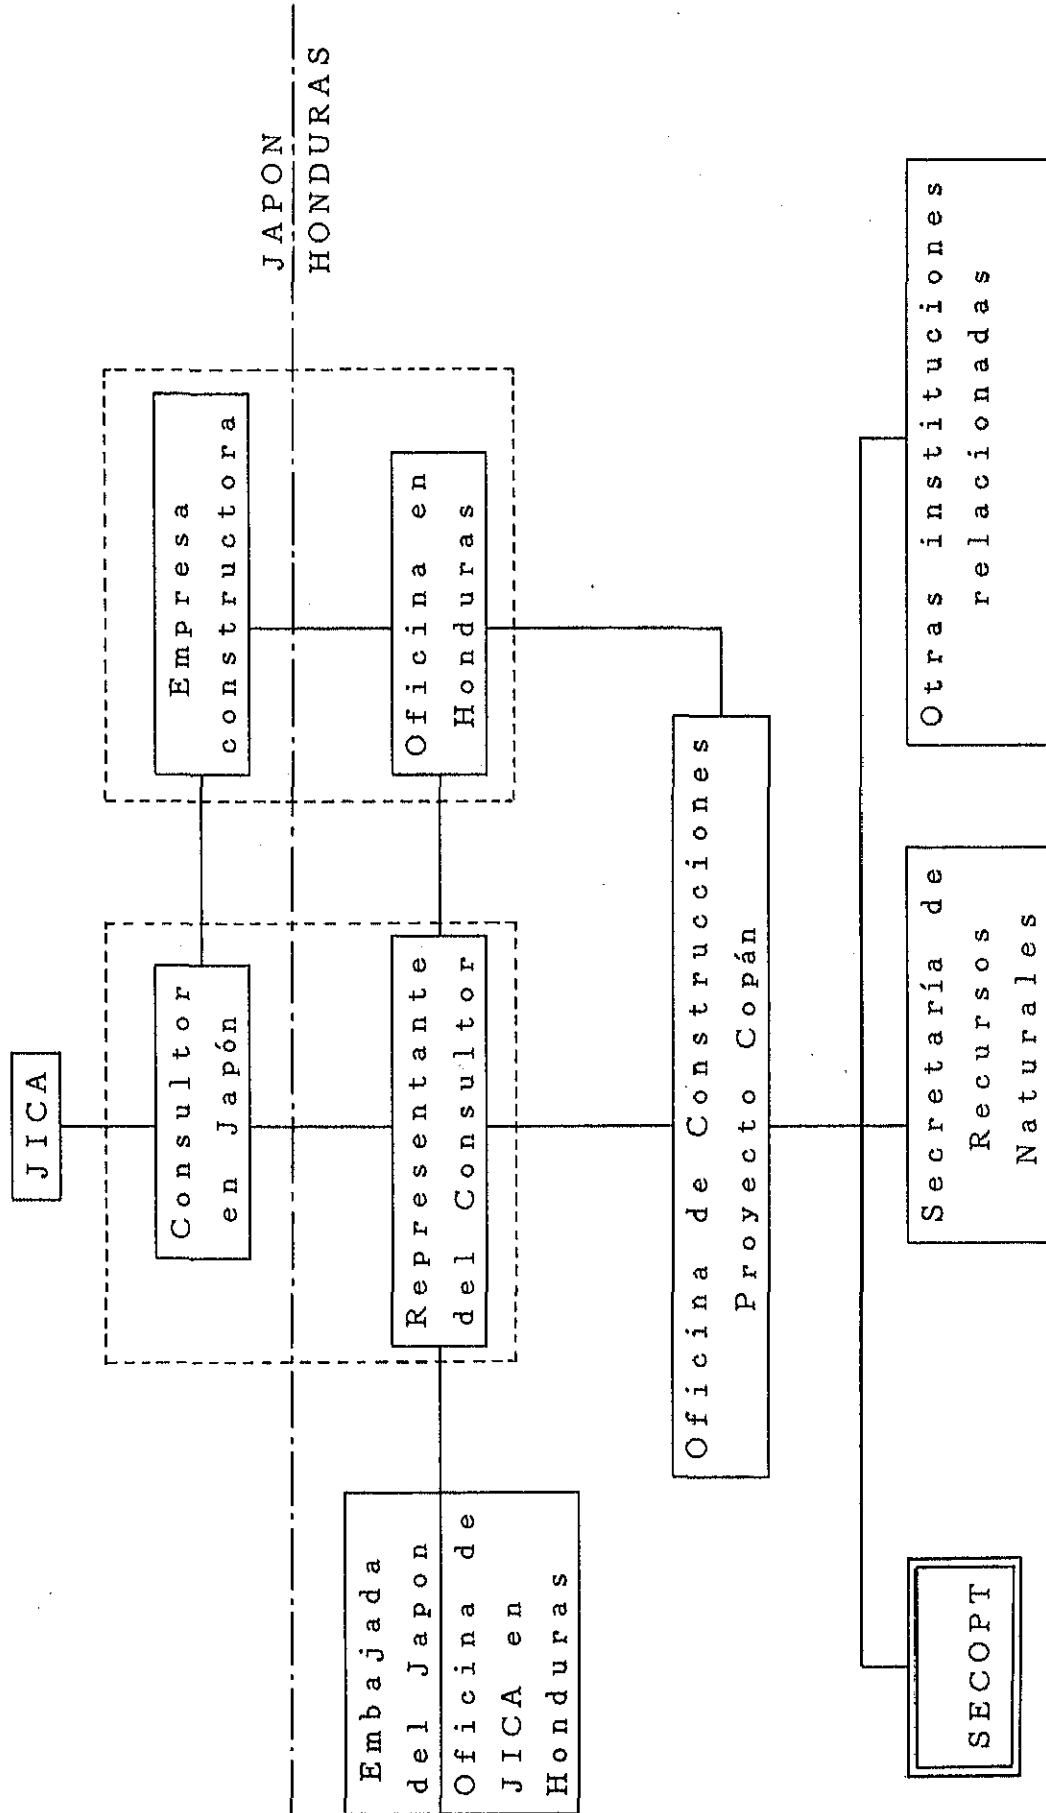 JICA
Consultor
en Japón
Empresa
constructora
JAPON
HONDURAS
Embajada
del Japon
Oficina de
JICA en
Honduras
Representante
del Consultor
Oficina en
Honduras
Oficina de Construcciones
Proyecto Copán
SECOPT
Secretaría de
Recursos
Naturales
Otras instituciones
relacionadas